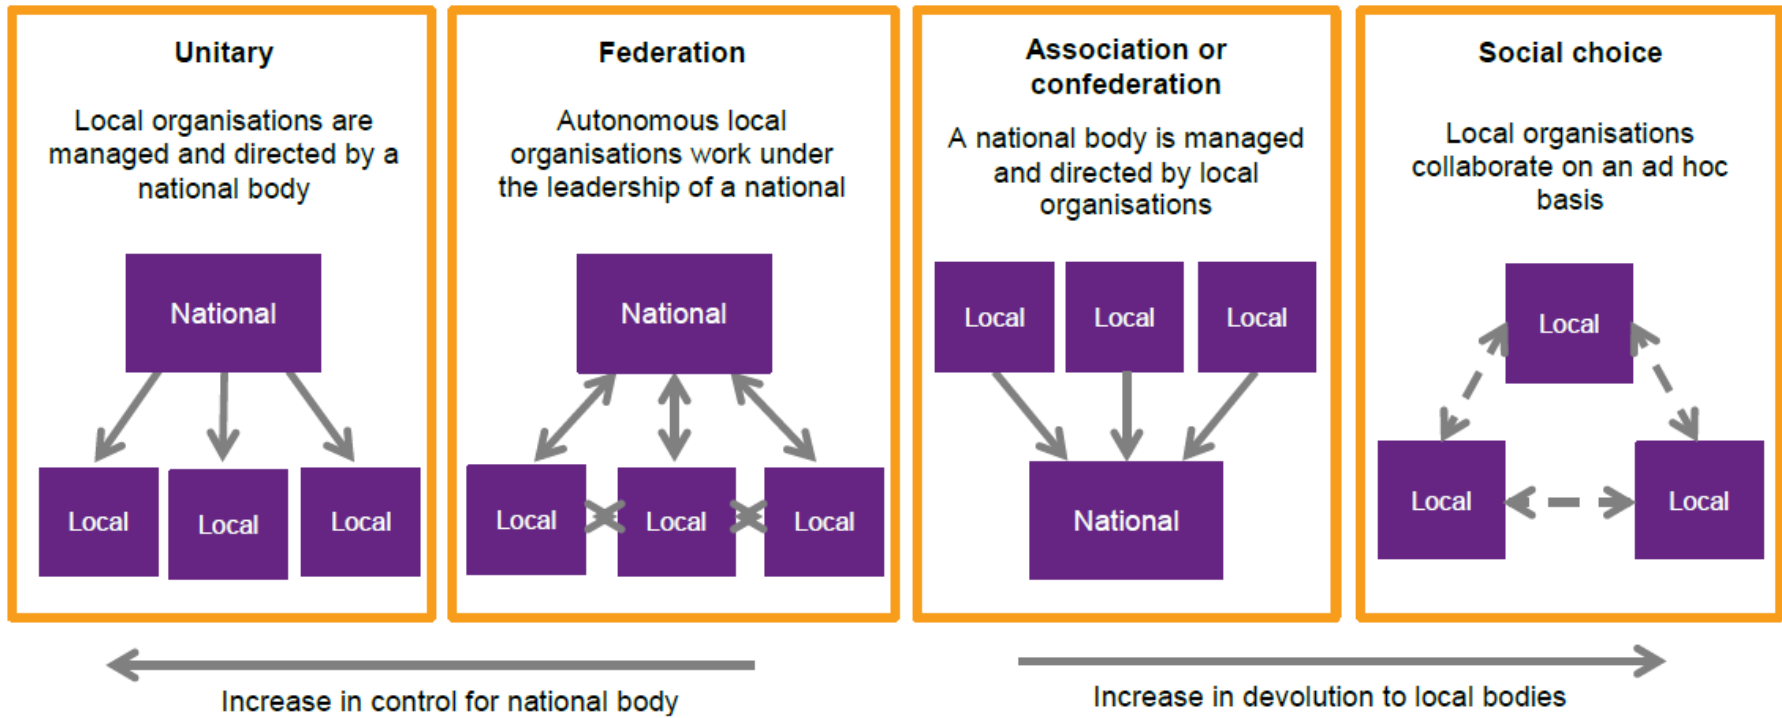 Unitary
Local organisations are
managed and directed by a
national body
National
Local
Local
Local
Federation
Autonomous local
organisations work under
the leadership of a national
National
Local
Local
Local
Association or
confederation
A national body is managed
and directed by local
organisations
Local
Local
Local
National
Social choice
Local organisations
collaborate on an ad hoc
basis
Local
Local
Local
Increase in control for national body
Increase in devolution to local bodies